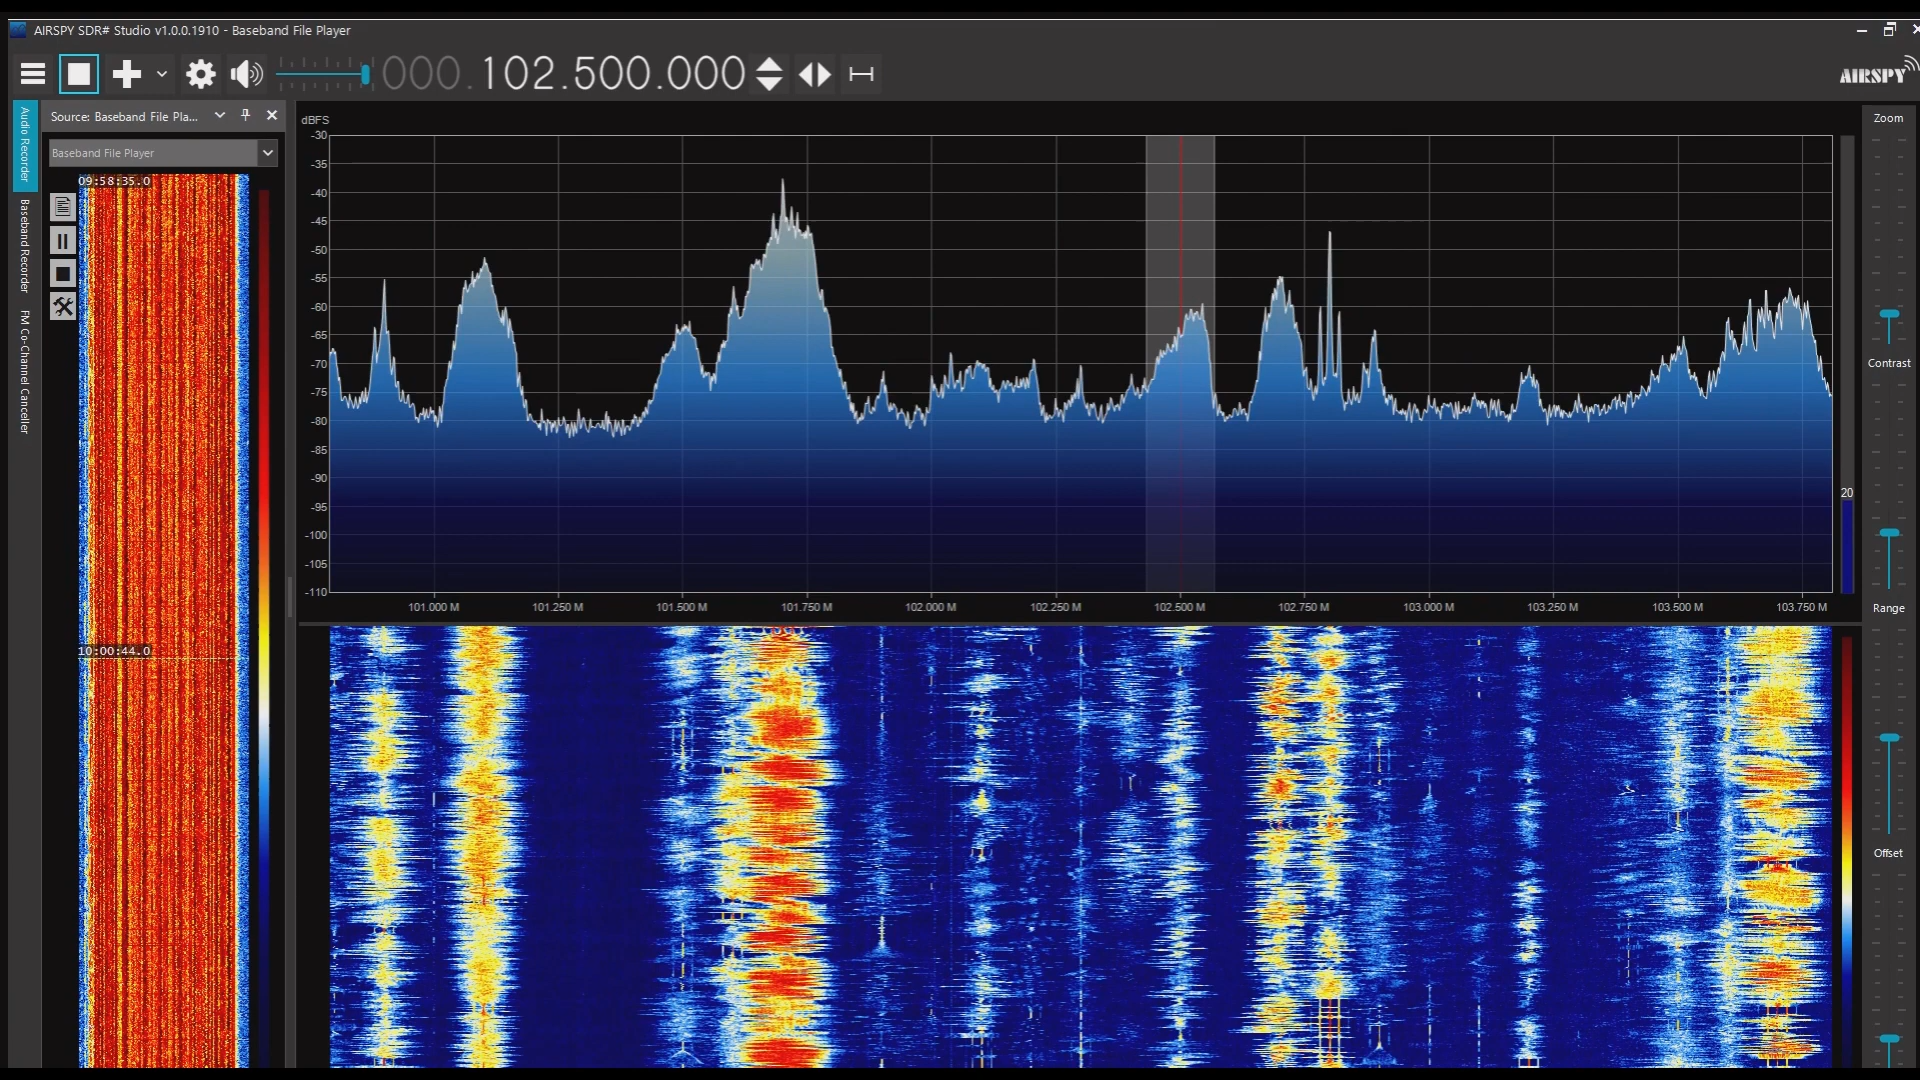 AIRSPY SDR# Studio v1.0.0.1910 - Baseband File Player
000.102.500.000
AIRSPY
Audio Recorder
Baseband Recorder
FM Co-Channel Canceller
Source: Baseband File Pla...
Baseband File Player
09:58:35.0
10:00:44.0
dBFS
-30
-35
-40
-45
-50
-55
-60
-65
-70
-75
-80
-85
-90
-95
-100
-105
-110
101.000 M 101.250 M 101.500 M 101.750 M 102.000 M 102.250 M 102.500 M 102.750 M 103.000 M 103.250 M 103.500 M 103.750 M
20
Zoom
Contrast
Range
Offset